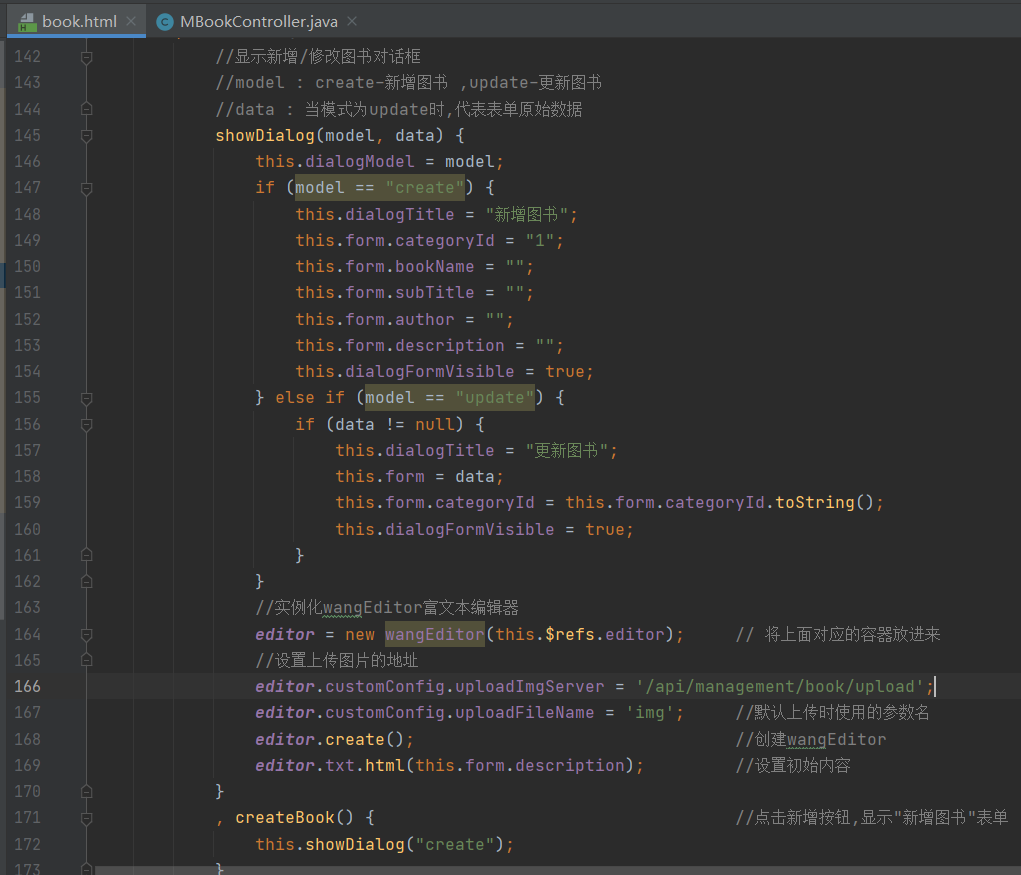 book.html × MBookController.java ×
142 //显示新增/修改图书对话框
143 //model : create-新增图书 ,update-更新图书
144 //data : 当模式为update时,代表表单原始数据
145 showDialog(model, data) {
146 this.dialogModel = model;
147 if (model == "create") {
148 this.dialogTitle = "新增图书";
149 this.form.categoryId = "1";
150 this.form.bookName = "";
151 this.form.subTitle = "";
152 this.form.author = "";
153 this.form.description = "";
154 this.dialogFormVisible = true;
155 } else if (model == "update") {
156 if (data != null) {
157 this.dialogTitle = "更新图书";
158 this.form = data;
159 this.form.categoryId = this.form.categoryId.toString();
160 this.dialogFormVisible = true;
161 }
162 }
163 //实例化wangEditor富文本编辑器
164 editor = new wangEditor(this.$refs.editor); // 将上面对应的容器放进来
165 //设置上传图片的地址
166 editor.customConfig.uploadImgServer = '/api/management/book/upload';
167 editor.customConfig.uploadFileName = 'img'; //默认上传时使用的参数名
168 editor.create(); //创建wangEditor
169 editor.txt.html(this.form.description); //设置初始内容
170 }
171 , createBook() { //点击新增按钮,显示"新增图书"表单
172 this.showDialog("create");
173 }